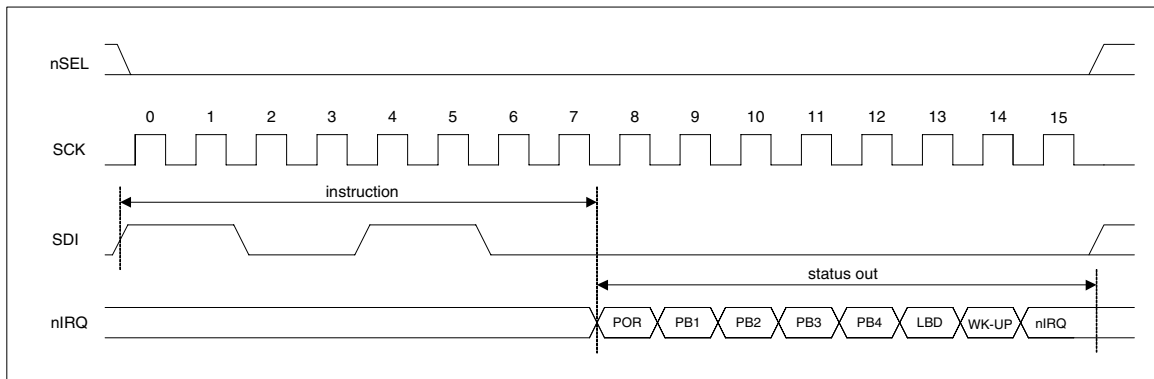 nSEL
0 1 2 3 4 5 6 7 8 9 10 11 12 13 14 15
SCK
instruction
SDI
status out
nIRQ POR PB1 PB2 PB3 PB4 LBD WK-UP nIRQ